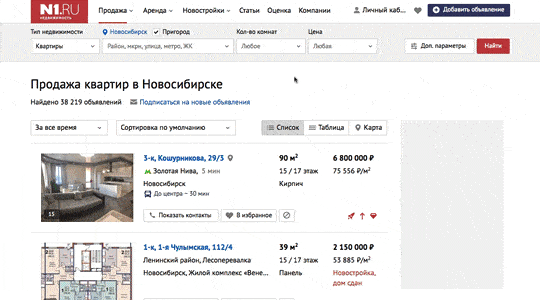 N1.RU
НЕДВИЖИМОСТЬ
Продажа Аренда Новостройки Статьи Оценка Компании Личный каб... Добавить объявление
Тип недвижимости Новосибирск Пригород Кол-во комнат Цена
Квартиры Район, мкрн, улица, метро, ЖК Любое Любая Доп. параметры Найти
Продажа квартир в Новосибирске
Найдено 38 219 объявлений Подписаться на новые объявления
За все время Сортировка по умолчанию Список Таблица Карта
3-к, Кошурникова, 29/3 90 м² 6 800 000 ₽
Золотая Нива, 5 мин 15 / 17 этаж 75 556 ₽/м²
Новосибирск Кирпич
До центра ~ 30 мин
15 Показать контакты В избранное
1-к, 1-я Чулымская, 112/4 39 м² 2 150 000 ₽
Ленинский район, Лесоперевалка 15 / 17 этаж 53 885 ₽/м²
Новосибирск, Жилой комплекс «Вене... Панель Новостройка,
дом сдан